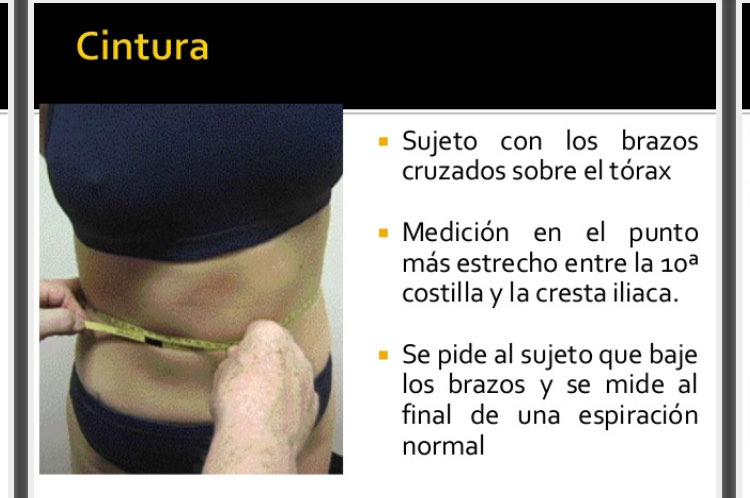 Cintura
Sujeto con los brazos
cruzados sobre el tórax
Medición en el punto
más estrecho entre la 10ª
costilla y la cresta iliaca.
Se pide al sujeto que baje
los brazos y se mide al
final de una espiración
normal